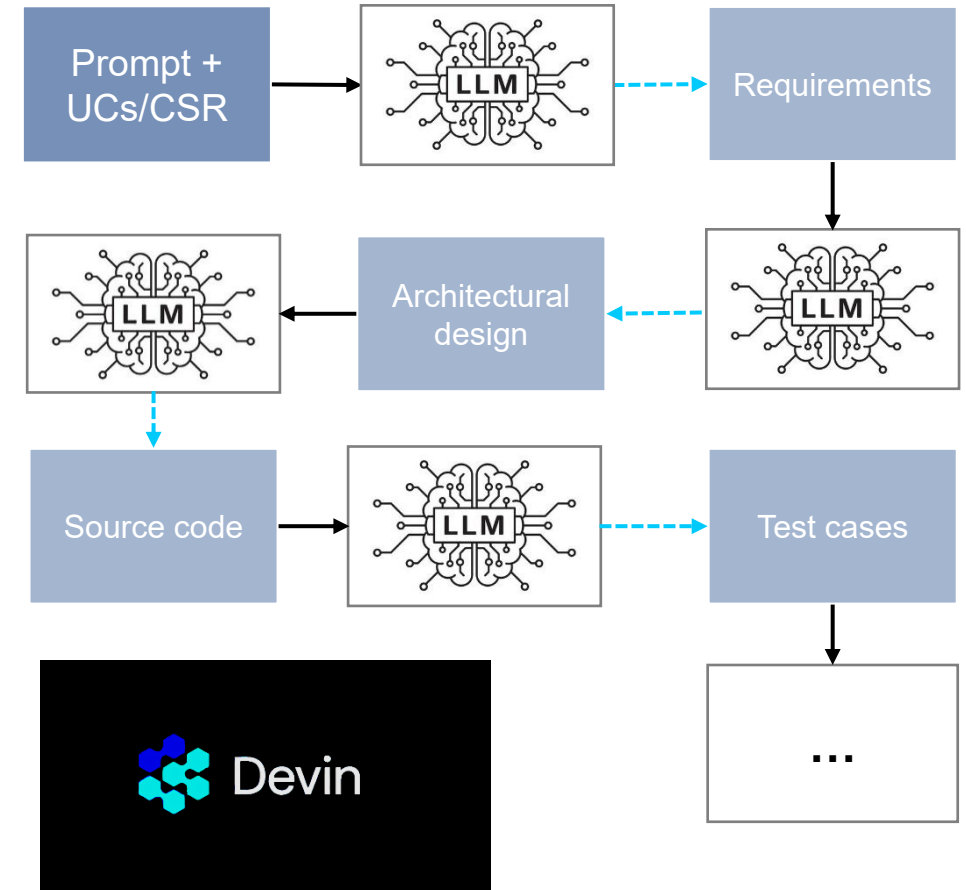 Prompt +
UCs/CSR
LLM
Requirements
LLM
Architectural
design
LLM
Source code
LLM
Test cases
Devin
...